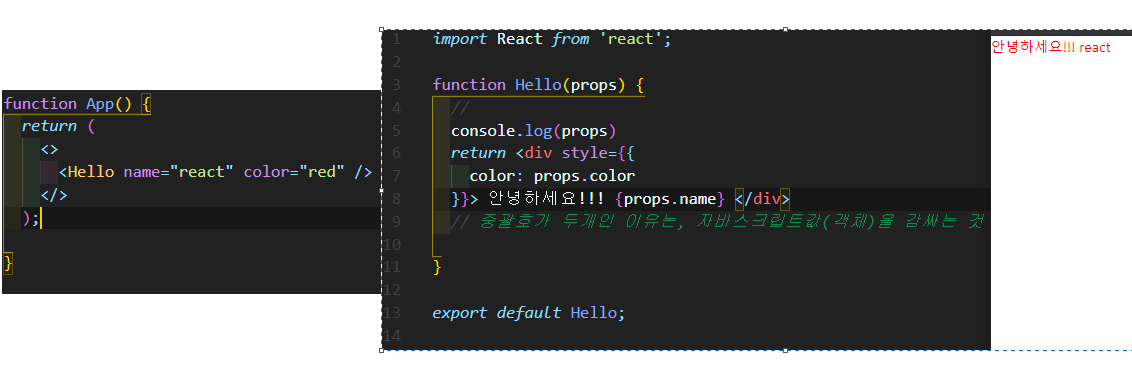 function App() {
return (
<>
<Hello name="react" color="red" />
</>
);
}
1 import React from 'react';
2
3 function Hello(props) {
4 //
5 console.log(props)
6 return <div style={{
7 color: props.color
8 }}> 안녕하세요!!! {props.name} </div>
9 // 중괄호가 두개인 이유는, 자바스크립트값(객체)을 감싸는 것
10
11 }
12
13 export default Hello;
14
안녕하세요!!! react